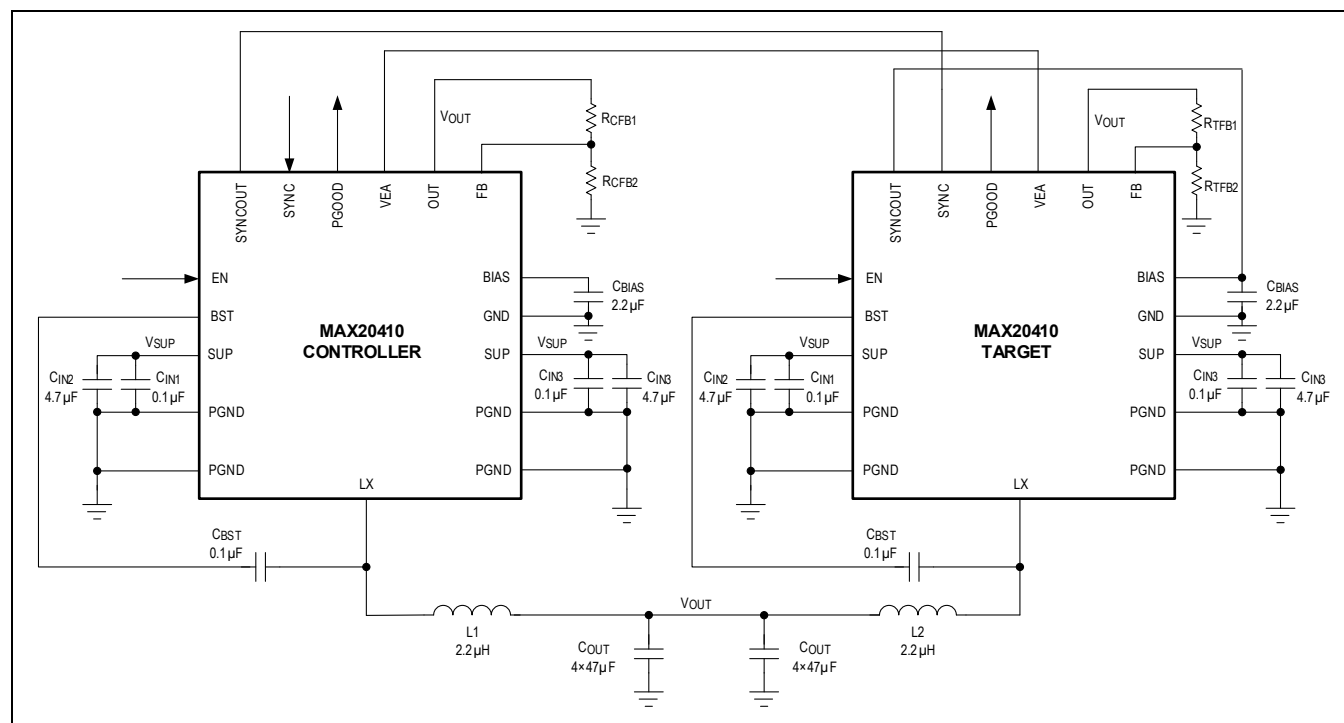 VOUT
RCFB1
RCFB2
SYNCOUT
SYNC
PGOOD
VEA
OUT
FB
EN
BST
SUP
PGND
PGND
LX
BIAS
GND
SUP
PGND
PGND
MAX20410
CONTROLLER
VSUP
CIN2
4.7µF
CIN1
0.1µF
CBIAS
2.2µF
VSUP
CIN3
0.1µF
CIN3
4.7µF
CBST
0.1µF
VOUT
RTFB1
RTFB2
SYNCOUT
SYNC
PGOOD
VEA
OUT
FB
EN
BST
SUP
PGND
PGND
LX
BIAS
GND
SUP
PGND
PGND
MAX20410
TARGET
VSUP
CIN2
4.7µF
CIN1
0.1µF
CBIAS
2.2µF
VSUP
CIN3
0.1µF
CIN3
4.7µF
CBST
0.1µF
L1
2.2µH
VOUT
COUT
4×47µF
COUT
4×47µF
L2
2.2µH